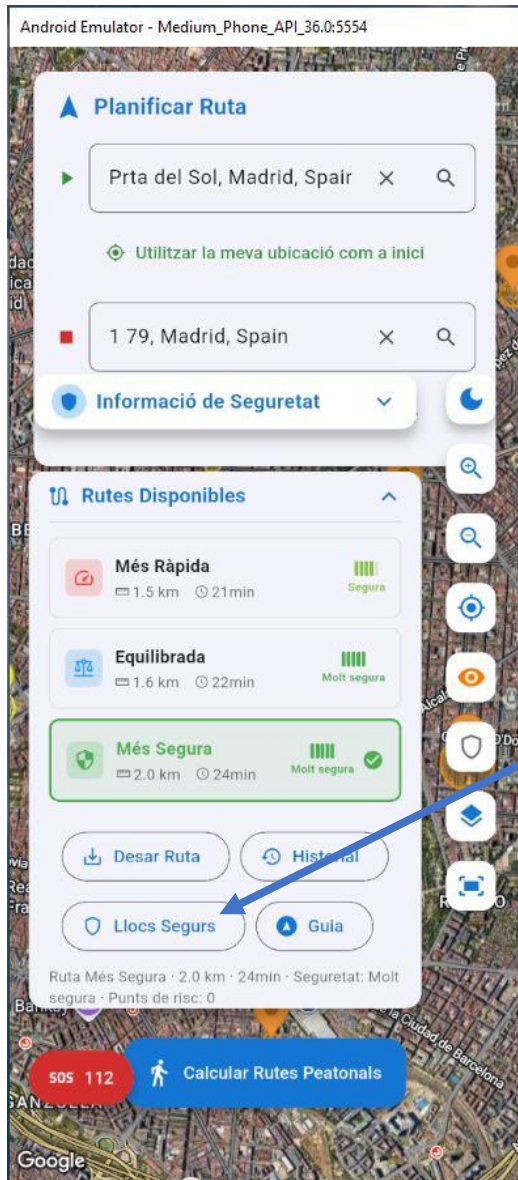 Android Emulator - Medium_Phone_API_36.0:5554
Planificar Ruta
Prta del Sol, Madrid, Spair
Utilitzar la meva ubicació com a inici
1 79, Madrid, Spain
Informació de Seguretat
Rutes Disponibles
Més Ràpida
1.5 km 21min
Segura
Equilibrada
1.6 km 22min
Molt segura
Més Segura
2.0 km 24min
Molt segura
Desar Ruta
Historial
Llocs Segurs
Guia
Ruta Més Segura · 2.0 km · 24min · Seguretat: Molt
segura · Punts de risc: 0
SOS 112
Calcular Rutes Peatonals
Ciudad de Barcelona
Google